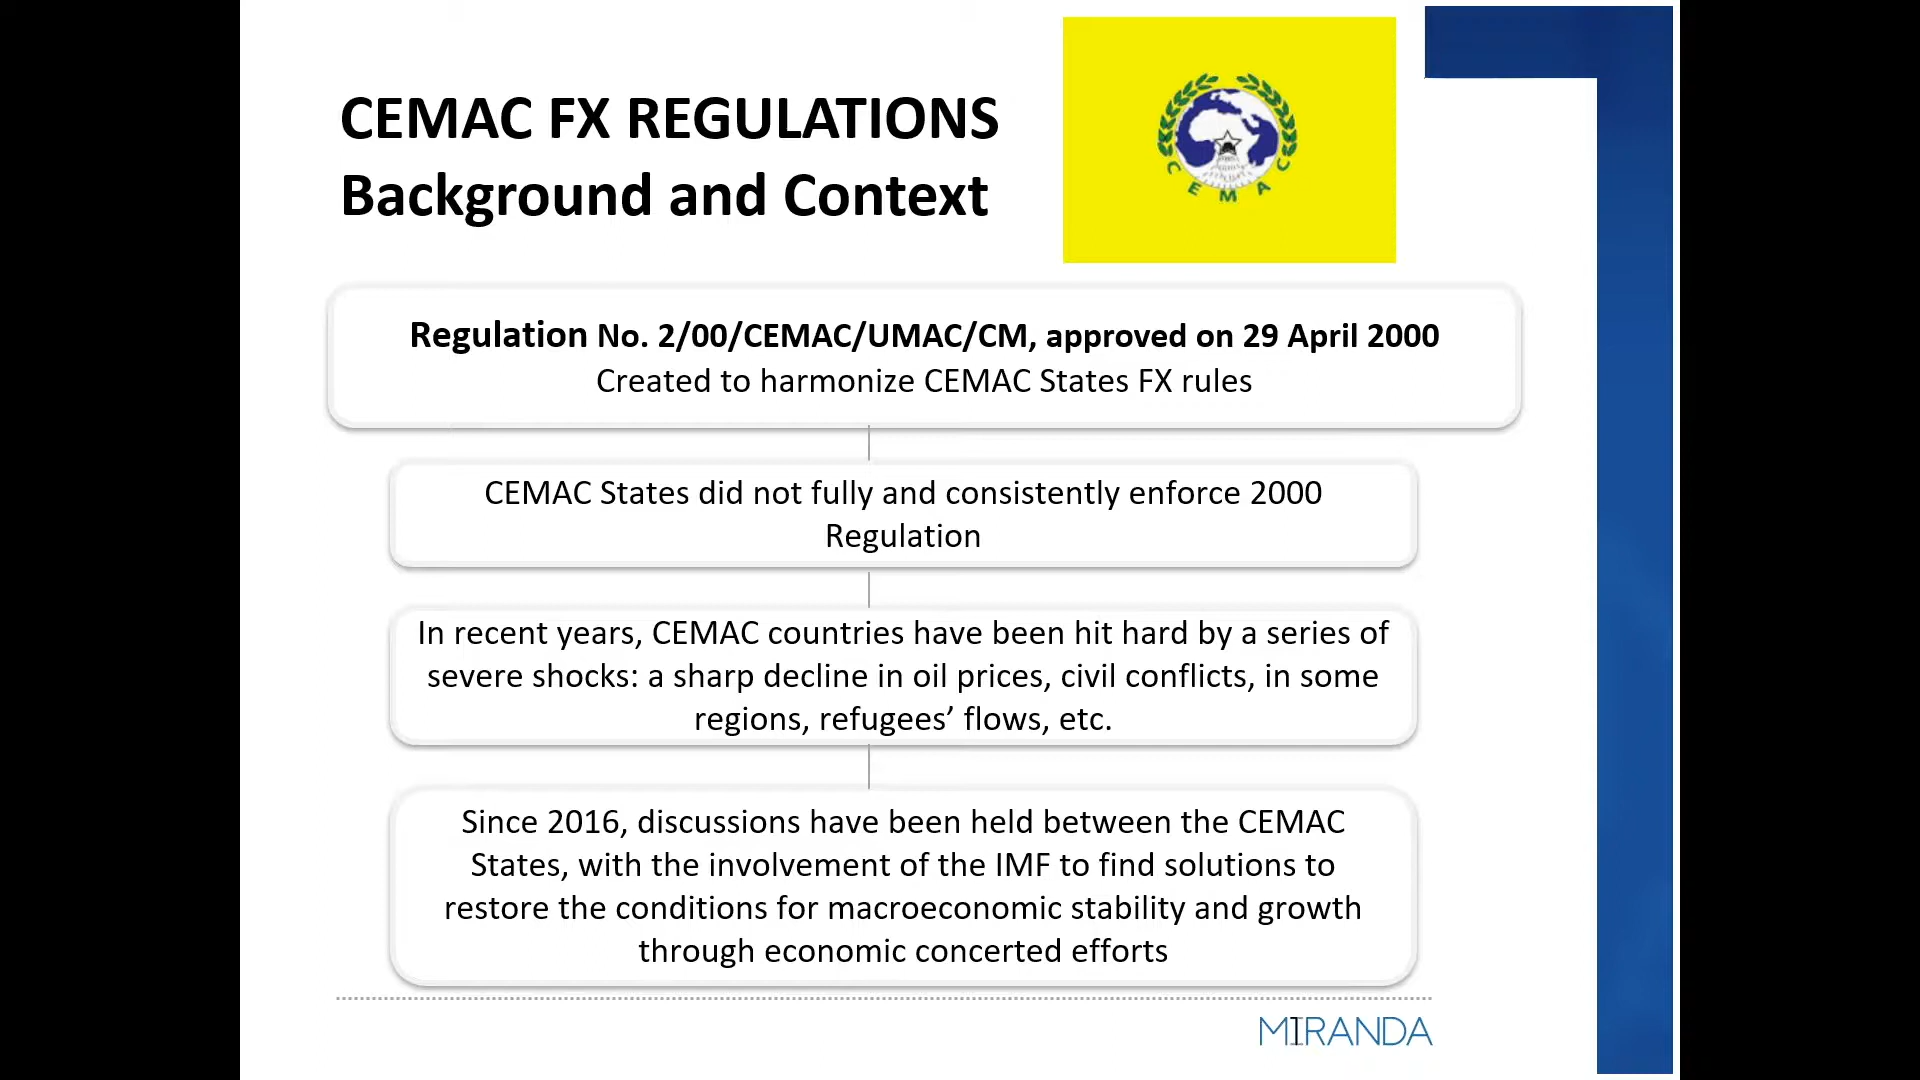 CEMAC FX REGULATIONS
Background and Context
C E M A C
Regulation No. 2/00/CEMAC/UMAC/CM, approved on 29 April 2000
Created to harmonize CEMAC States FX rules
CEMAC States did not fully and consistently enforce 2000
Regulation
In recent years, CEMAC countries have been hit hard by a series of
severe shocks: a sharp decline in oil prices, civil conflicts, in some
regions, refugees’ flows, etc.
Since 2016, discussions have been held between the CEMAC
States, with the involvement of the IMF to find solutions to
restore the conditions for macroeconomic stability and growth
through economic concerted efforts
MIRANDA